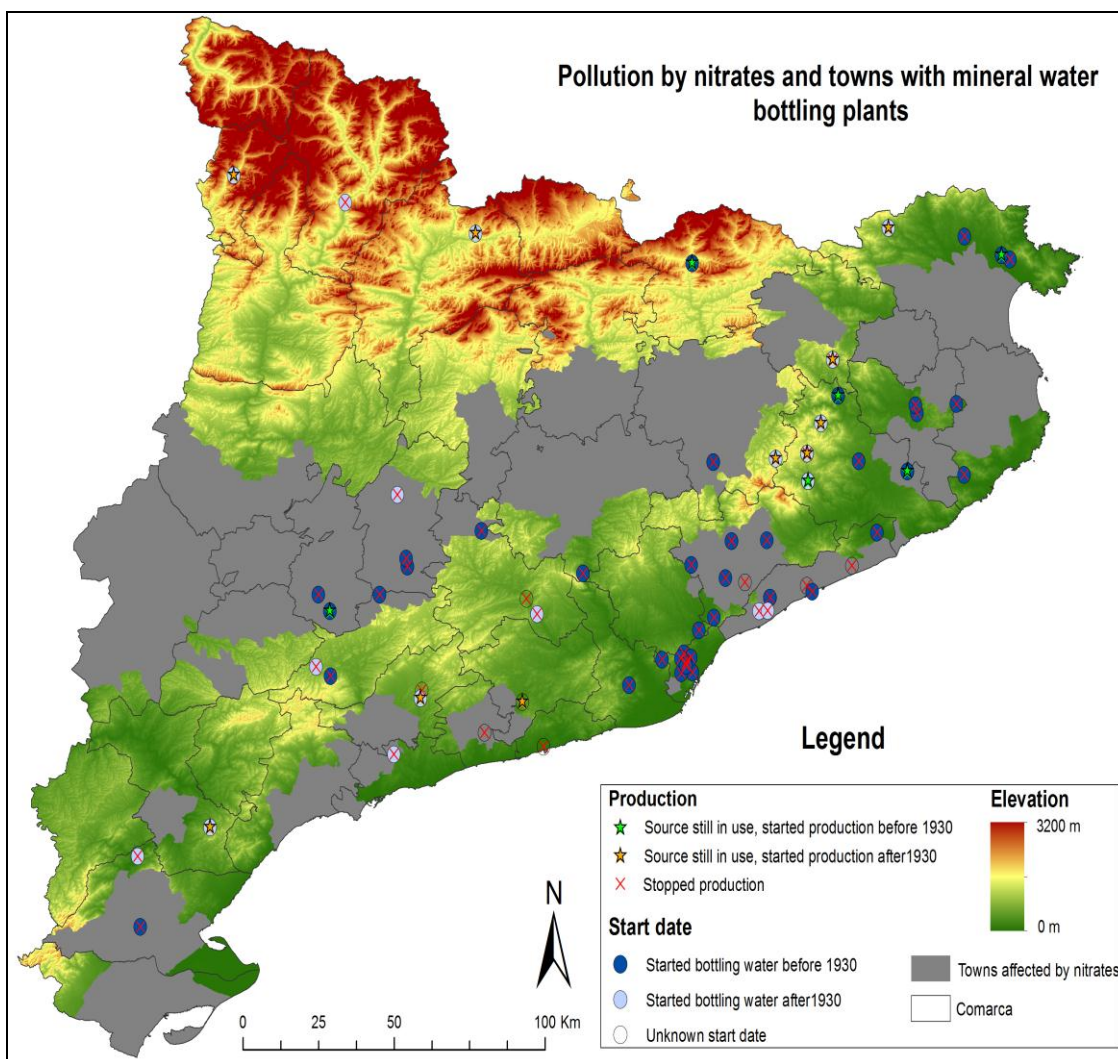 Pollution by nitrates and towns with mineral water
bottling plants
Legend
Production
Source still in use, started production before 1930
Source still in use, started production after1930
Stopped production
Start date
Started bottling water before 1930
Started bottling water after1930
Unknown start date
Elevation
3200 m
0 m
Towns affected by nitrates
Comarca
N
0 25 50 100 Km